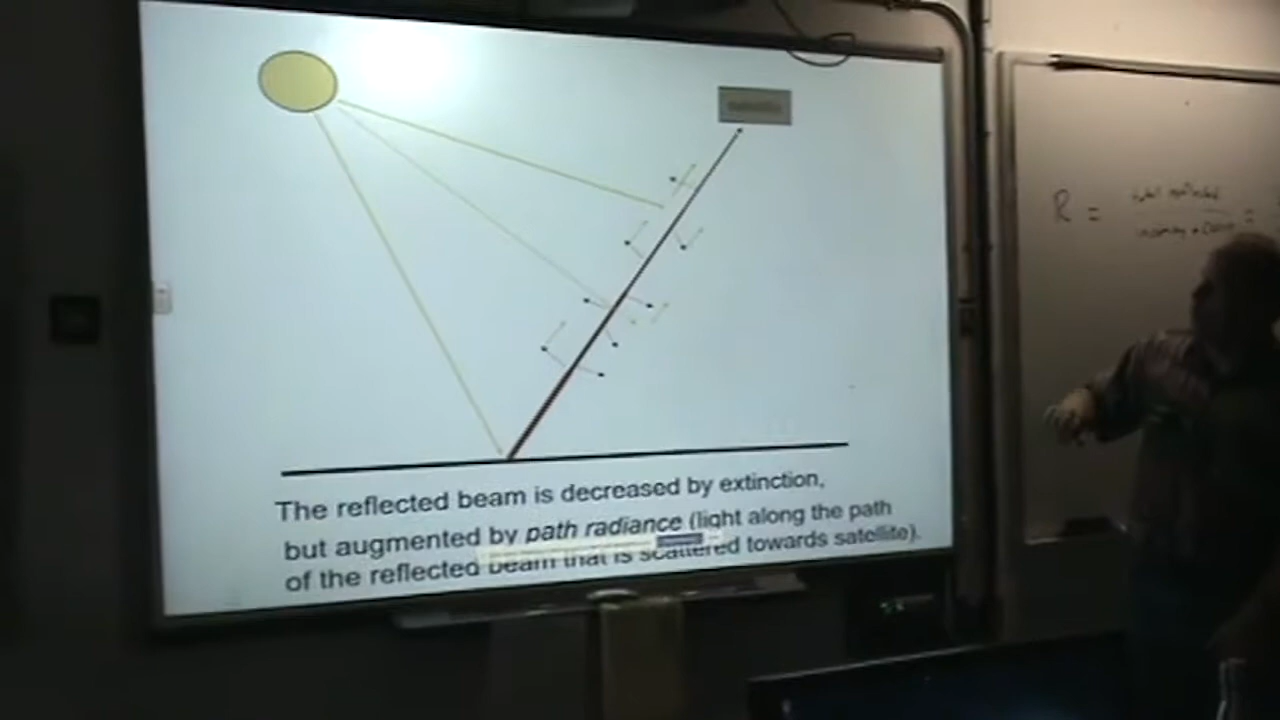 The reflected beam is decreased by extinction,
but augmented by path radiance (light along the path
of the reflected beam that is scattered towards satellite).
R =